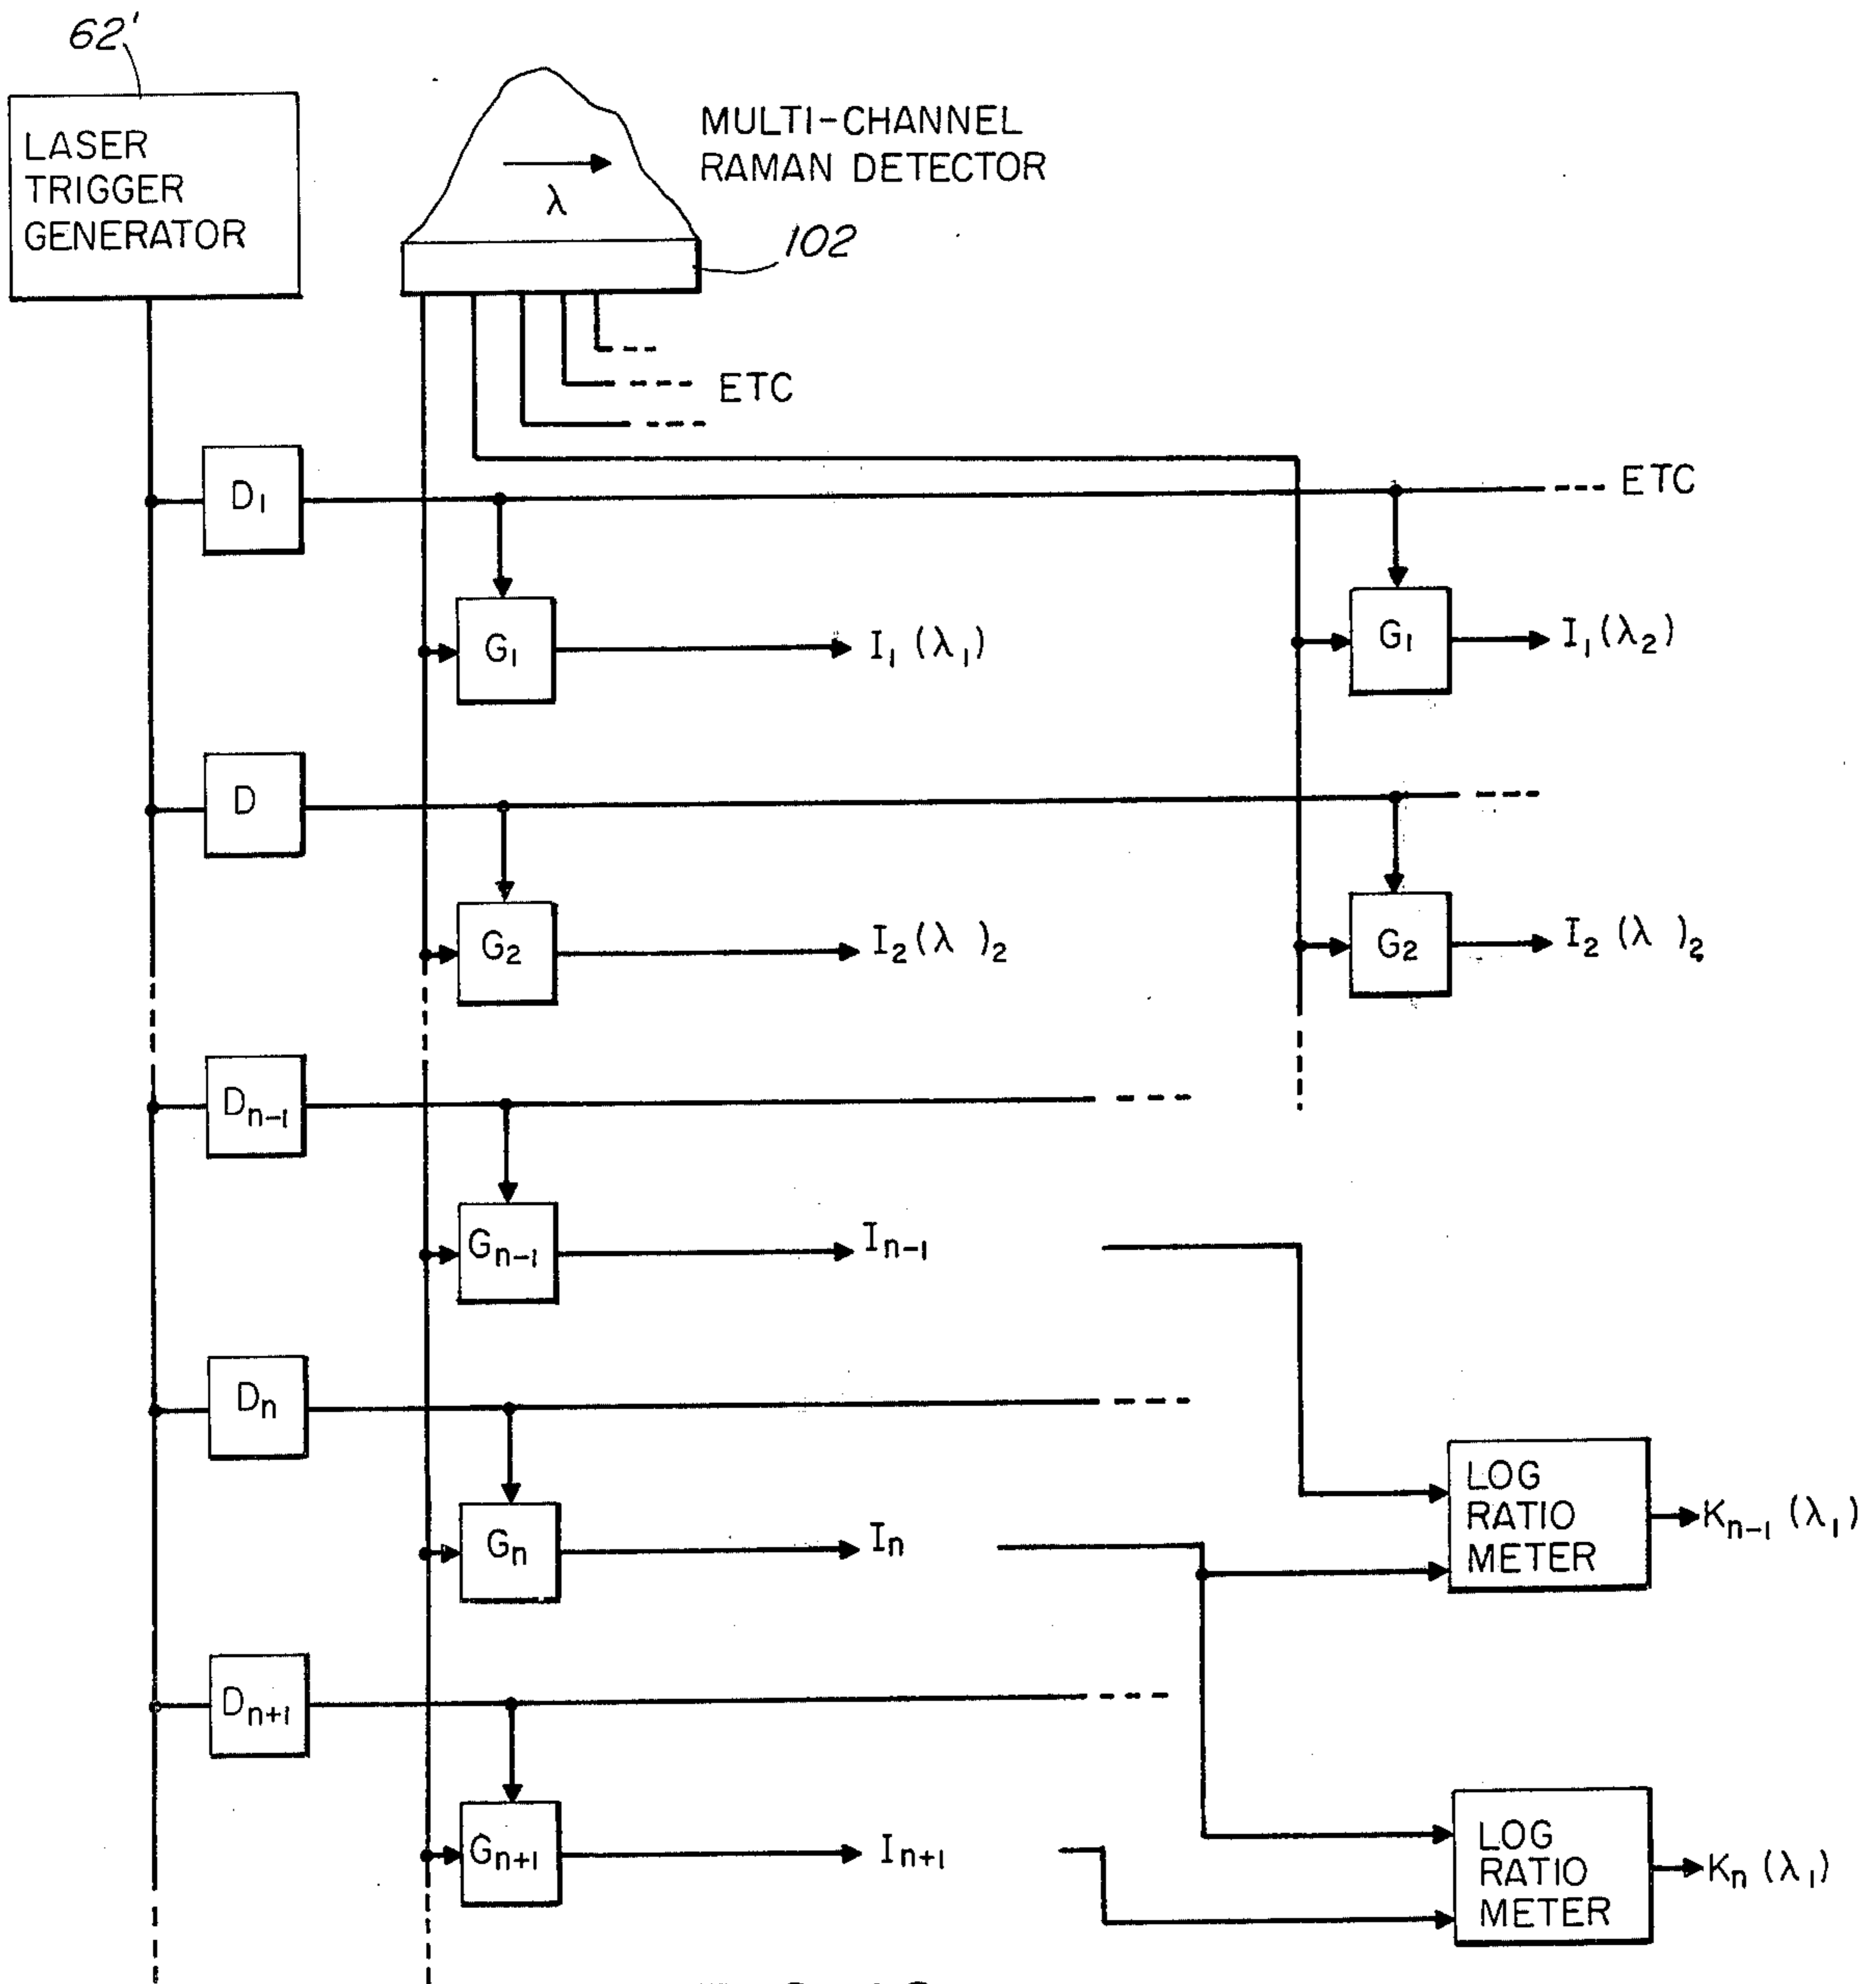 62'
LASER
TRIGGER
GENERATOR
MULTI-CHANNEL
RAMAN DETECTOR
λ
102
ETC
D₁
ETC
G₁
I₁ (λ₁)
G₁
I₁ (λ₂)
D
G₂
I₂ (λ )₂
G₂
I₂ (λ )₂
Dₙ₋₁
Gₙ₋₁
Iₙ₋₁
Dₙ
LOG
RATIO
METER
Kₙ₋₁ (λ₁)
Gₙ
Iₙ
Dₙ₊₁
Gₙ₊₁
Iₙ₊₁
LOG
RATIO
METER
Kₙ (λ₁)